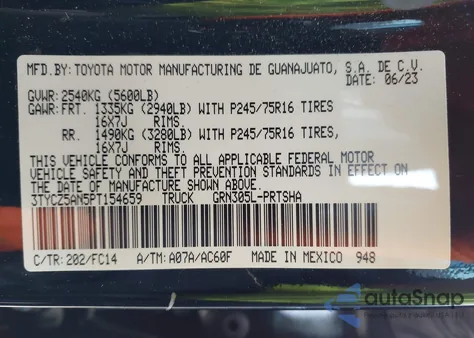 MFD.BY: TOYOTA MOTOR MANUFACTURING DE GUANAJUATO, S.A. DE C.V.
DATE: 06/23
GVWR: 2540KG (5600LB)
GAWR: FRT. 1335KG (2940LB) WITH P245/75R16 TIRES
16X7J RIMS.
RR. 1490KG (3280LB) WITH P245/75R16 TIRES,
16X7J RIMS.
THIS VEHICLE CONFORMS TO ALL APPLICABLE FEDERAL MOTOR
VEHICLE SAFETY AND THEFT PREVENTION STANDARDS IN EFFECT ON
THE DATE OF MANUFACTURE SHOWN ABOVE.
3TYCZ5AN5PT154659 TRUCK GRN305L-PRTSHA
C/TR: 202/FC14 A/TM: A07A/AC60F MADE IN MEXICO 948
autoSnap